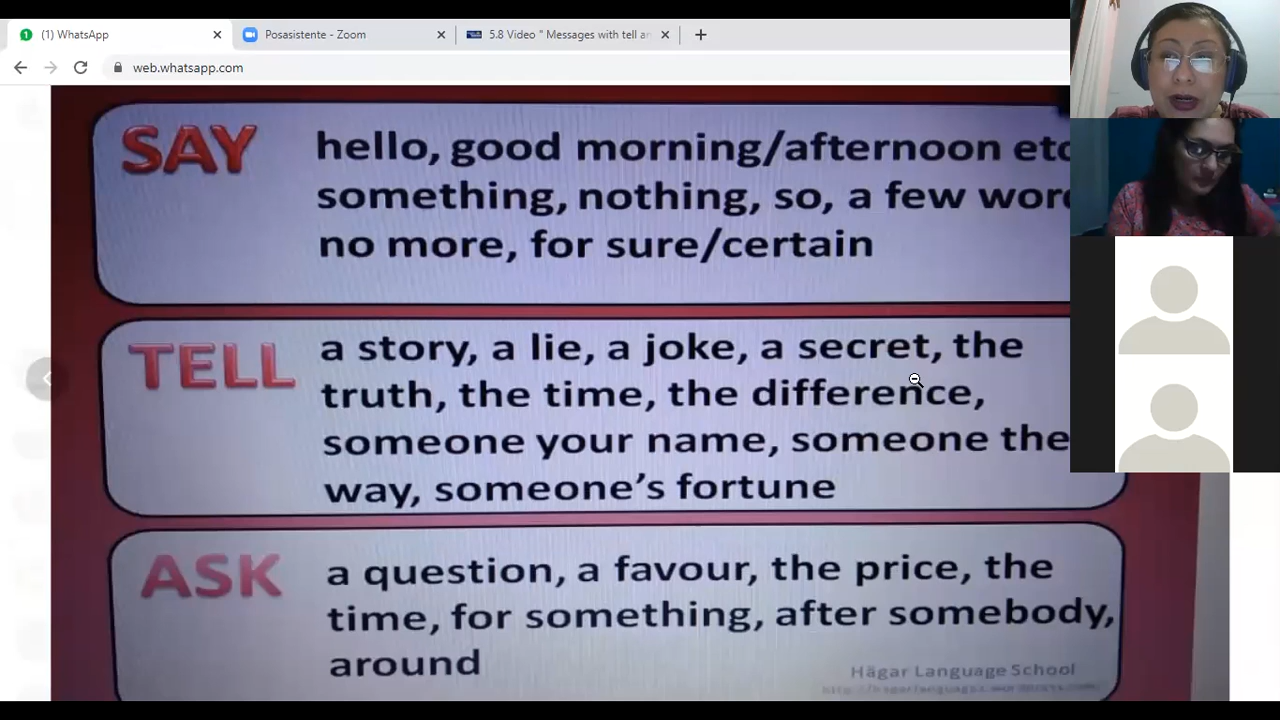 (1) WhatsApp
Posasistente - Zoom
5.8 Video " Messages with tell an
web.whatsapp.com
SAY
hello, good morning/afternoon etc
something, nothing, so, a few word
no more, for sure/certain
TELL
a story, a lie, a joke, a secret, the
truth, the time, the difference,
someone your name, someone the
way, someone's fortune
ASK
a question, a favour, the price, the
time, for something, after somebody,
around
Hägar Language School